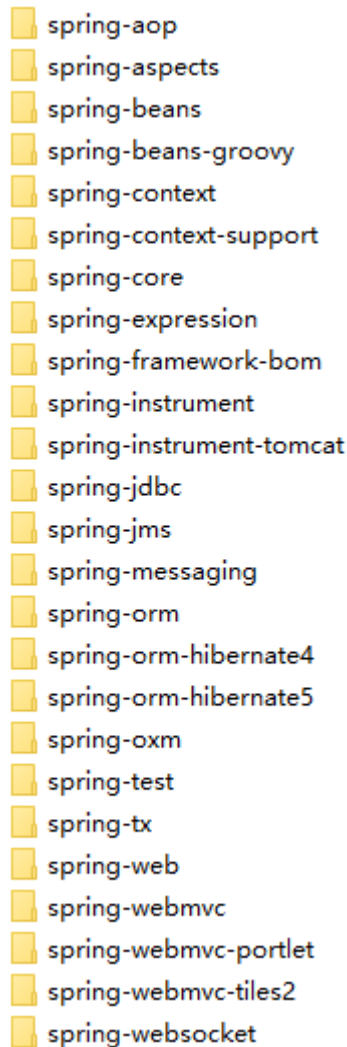 spring-aop
spring-aspects
spring-beans
spring-beans-groovy
spring-context
spring-context-support
spring-core
spring-expression
spring-framework-bom
spring-instrument
spring-instrument-tomcat
spring-jdbc
spring-jms
spring-messaging
spring-orm
spring-orm-hibernate4
spring-orm-hibernate5
spring-oxm
spring-test
spring-tx
spring-web
spring-webmvc
spring-webmvc-portlet
spring-webmvc-tiles2
spring-websocket